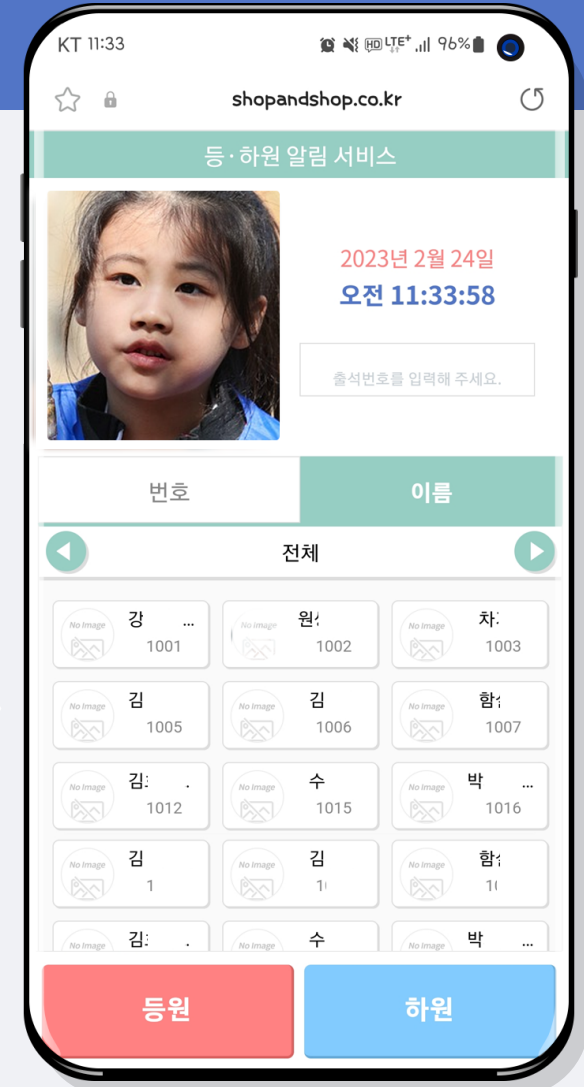 KT 11:33 HD LTE+ 96%
shopandshop.co.kr
등·하원 알림 서비스
2023년 2월 24일
오전 11:33:58
출석번호를 입력해 주세요.
번호 이름
전체
No Image 강 ... No Image No Image
1001 1002 1003
No Image 김 No Image 김 No Image
1005 1006 1007
No Image No Image 수 No Image 박 ...
1012 1015 1016
No Image 김 No Image 김 No Image
No Image No Image 수 No Image 박 ...
등원 하원